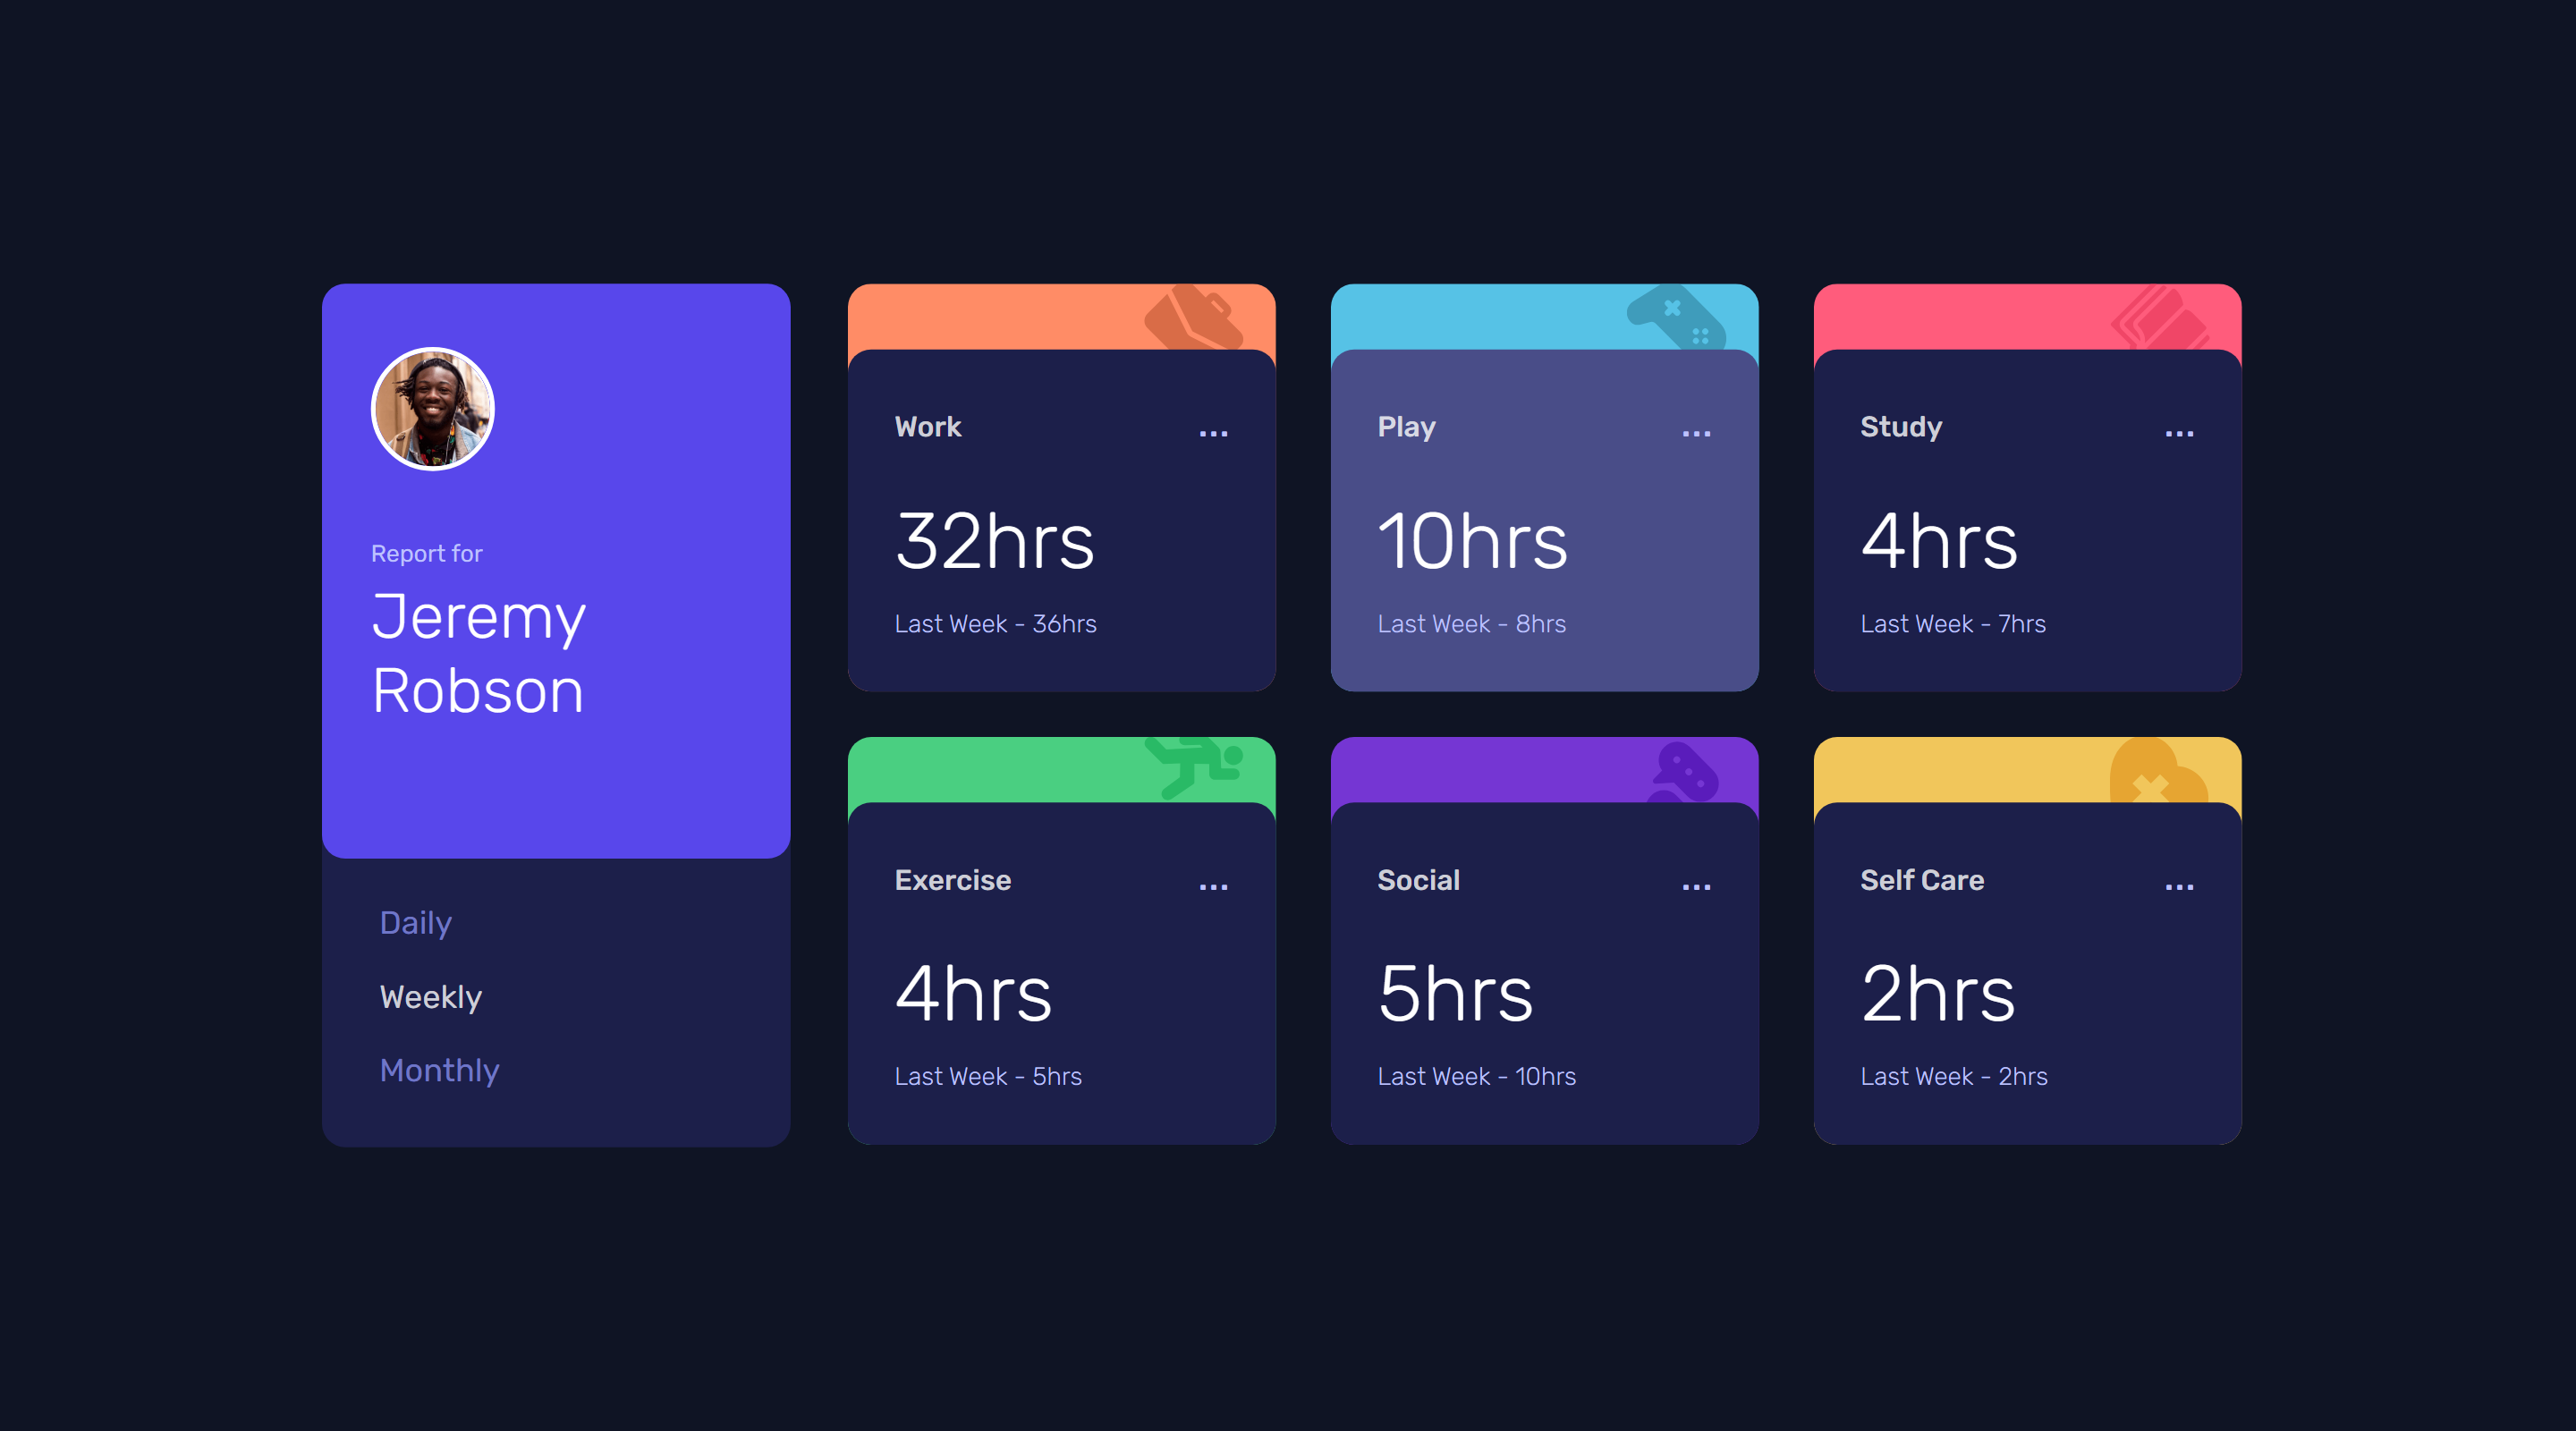 Report for
Jeremy
Robson
Daily
Weekly
Monthly
Work ...
32hrs
Last Week - 36hrs
Play ...
10hrs
Last Week - 8hrs
Study ...
4hrs
Last Week - 7hrs
Exercise ...
4hrs
Last Week - 5hrs
Social ...
5hrs
Last Week - 10hrs
Self Care ...
2hrs
Last Week - 2hrs